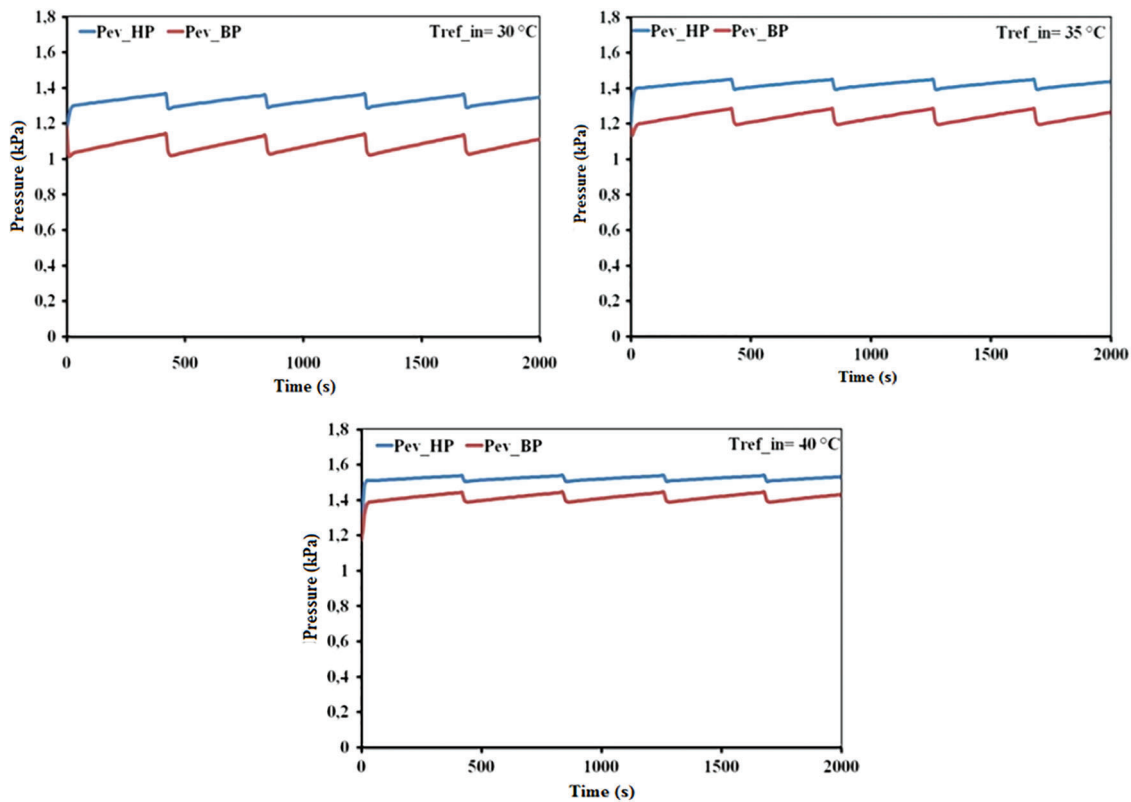 Pev_HP Pev_BP Tref_in= 30 °C
Pressure (kPa)
1,8
1,6
1,4
1,2
1
0,8
0,6
0,4
0,2
0
0 500 1000 1500 2000
Time (s)
Pev_HP Pev_BP Tref_in= 35 °C
Pressure (kPa)
1,8
1,6
1,4
1,2
1
0,8
0,6
0,4
0,2
0
0 500 1000 1500 2000
Time (s)
Pev_HP Pev_BP Tref_in= 40 °C
Pressure (kPa)
1,8
1,6
1,4
1,2
1
0,8
0,6
0,4
0,2
0
0 500 1000 1500 2000
Time (s)